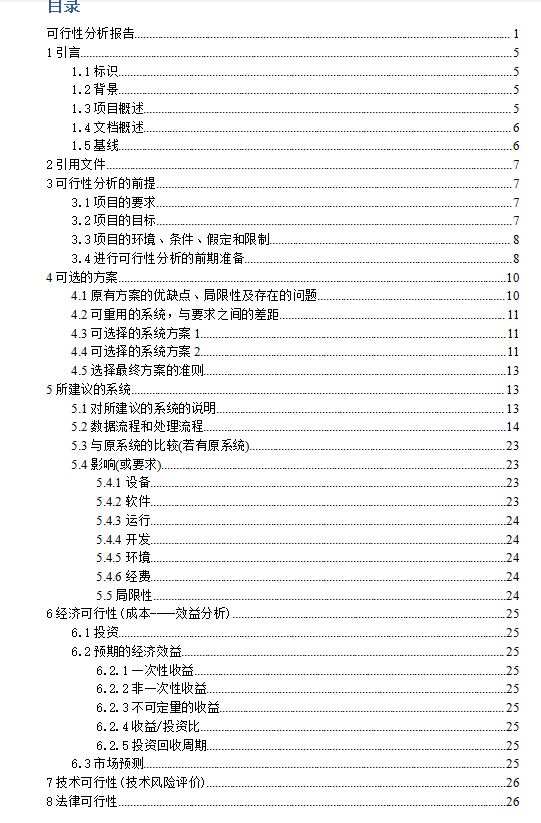 目录
可行性分析报告 1
1 引言 5
1.1 标识 5
1.2 背景 5
1.3 项目概述 5
1.4 文档概述 6
1.5 基线 6
2 引用文件 7
3 可行性分析的前提 7
3.1 项目的要求 7
3.2 项目的目标 7
3.3 项目的环境、条件、假定和限制 8
3.4 进行可行性分析的前期准备 8
4 可选的方案 10
4.1 原有方案的优缺点、局限性及存在的问题 10
4.2 可重用的系统，与要求之间的差距 11
4.3 可选择的系统方案 1 11
4.4 可选择的系统方案 2 11
4.5 选择最终方案的准则 13
5 所建议的系统 13
5.1 对所建议的系统的说明 13
5.2 数据流程和处理流程 14
5.3 与原系统的比较(若有原系统) 23
5.4 影响(或要求) 23
5.4.1 设备 23
5.4.2 软件 23
5.4.3 运行 24
5.4.4 开发 24
5.4.5 环境 24
5.4.6 经费 24
5.5 局限性 24
6 经济可行性(成本----效益分析) 25
6.1 投资 25
6.2 预期的经济效益 25
6.2.1 一次性收益 25
6.2.2 非一次性收益 25
6.2.3 不可定量的收益 25
6.2.4 收益/投资比 25
6.2.5 投资回收周期 25
6.3 市场预测 25
7 技术可行性(技术风险评价) 26
8 法律可行性 26